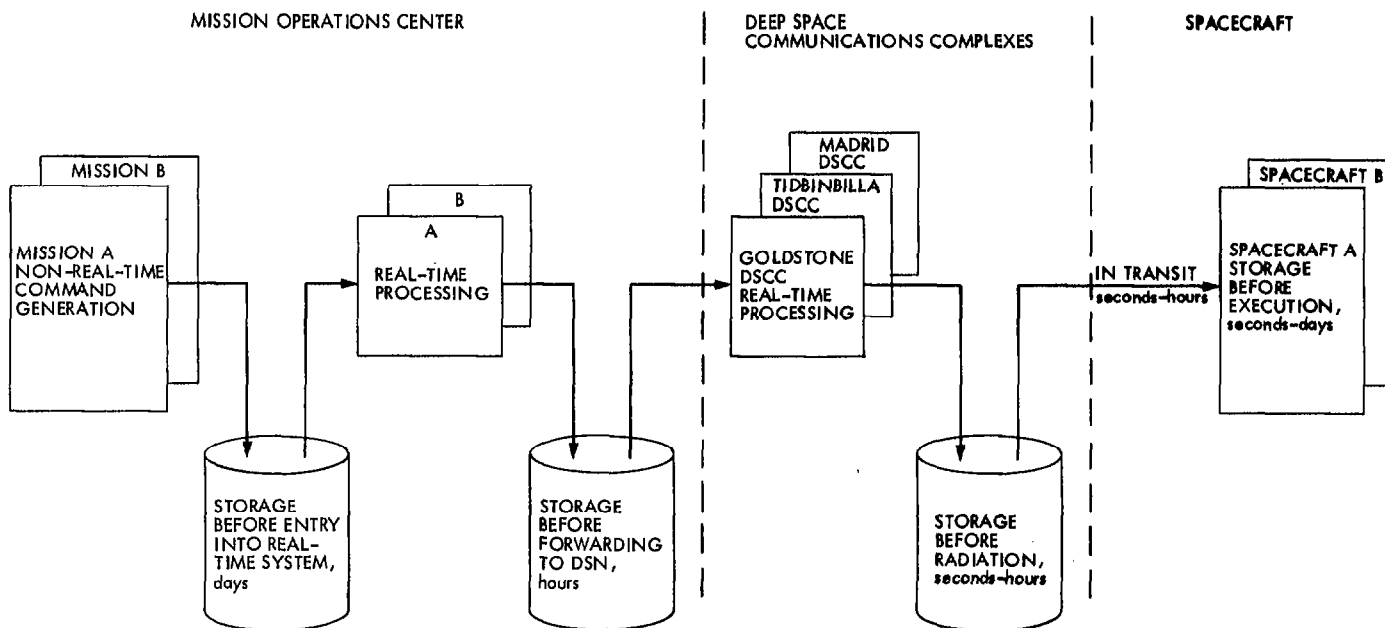 MISSION OPERATIONS CENTER
DEEP SPACE
COMMUNICATIONS COMPLEXES
SPACECRAFT
MISSION B
MISSION A
NON-REAL-TIME
COMMAND
GENERATION
B
A
REAL-TIME
PROCESSING
MADRID
DSCC
TIDBINBILLA
DSCC
GOLDSTONE
DSCC
REAL-TIME
PROCESSING
IN TRANSIT
seconds-hours
SPACECRAFT B
SPACECRAFT A
STORAGE
BEFORE
EXECUTION,
seconds-days
STORAGE
BEFORE ENTRY
INTO REAL-
TIME SYSTEM,
days
STORAGE
BEFORE
FORWARDING
TO DSN,
hours
STORAGE
BEFORE
RADIATION,
seconds-hours